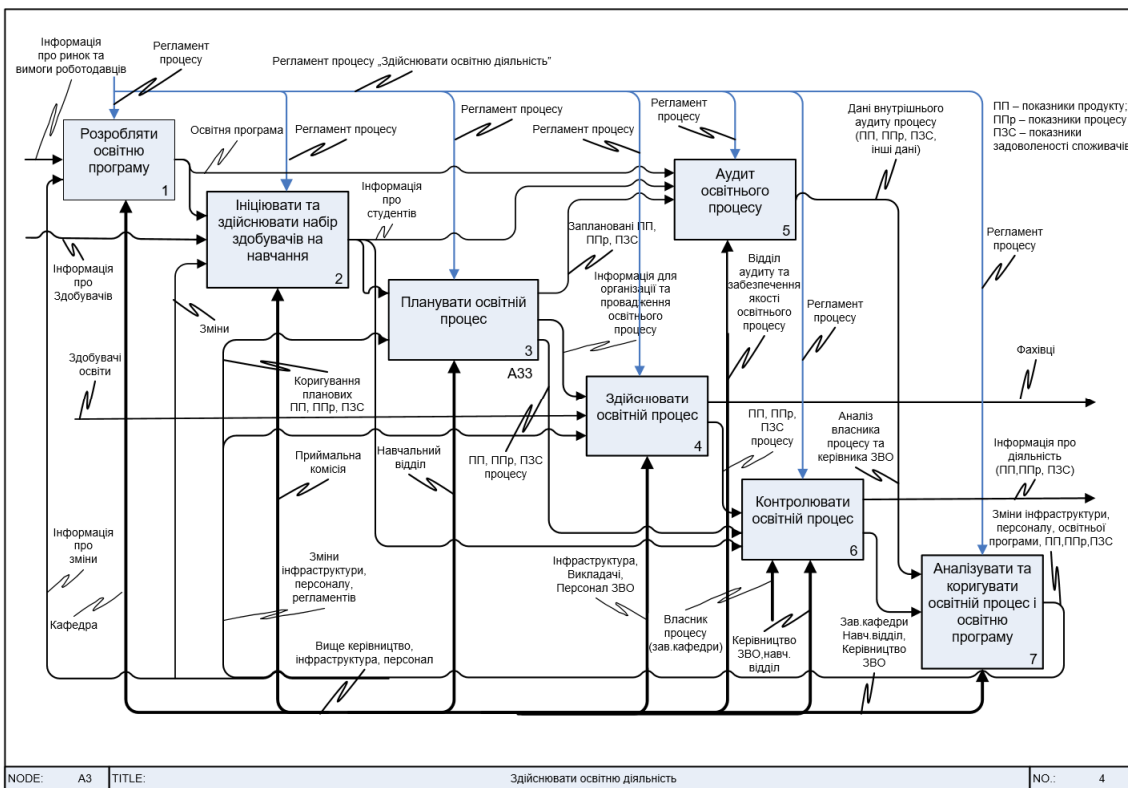 Інформація
про ринок та
вимоги роботодавців
Регламент
процесу
Регламент процесу „Здійснювати освітню діяльність”
Регламент
процесу
Дані внутрішнього
аудиту процесу
(ПП, ППр, ПЗС,
інші дані)
ПП – показники продукту;
ППр – показники процесу
ПЗС – показники
задоволеності споживачів
Розробляти
освітню
програму
1
Освітня програма
Регламент процесу
Регламент процесу
Регламент процесу
Ініціювати та
здійснювати набір
здобувачів на
навчання
2
Інформація
про
студентів
Аудит
освітнього
процесу
5
Заплановані ПП,
ППр, ПЗС
Відділ
аудиту та
забезпечення
якості
освітнього
процесу
Регламент
процесу
Інформація
про
Здобувачів
Зміни
Планувати освітній
процес
3
А33
Інформація для
організації та
провадження
освітнього
процесу
Регламент
процесу
Здобувачі
освіти
Коригування
планових
ПП, ППр, ПЗС
Здійснювати
освітній процес
4
Фахівці
ПП, ППр,
ПЗС
процесу
Аналіз
власника
процесу та
керівника ЗВО
Приймальна
комісія
Навчальний
відділ
ПП, ППр, ПЗС
процесу
Інформація про
діяльність
(ПП,ППр, ПЗС)
Контролювати
освітній процес
6
Зміни інфраструктури,
персоналу, освітньої
програми, ПП,ППр,ПЗС
Інформація
про
зміни
Кафедра
Зміни
інфраструктури,
персоналу,
регламентів
Інфраструктура,
Викладачі,
Персонал ЗВО
Аналізувати та
коригувати
освітній процес і
освітню
програму
7
Вище керівництво,
інфраструктура, персонал
Власник
процесу
(зав.кафедри)
Керівництво
ЗВО,навч.
відділ
Зав.кафедри
Навч.відділ,
Керівництво
ЗВО
NODE: А3 TITLE: Здійснювати освітню діяльність NO.: 4